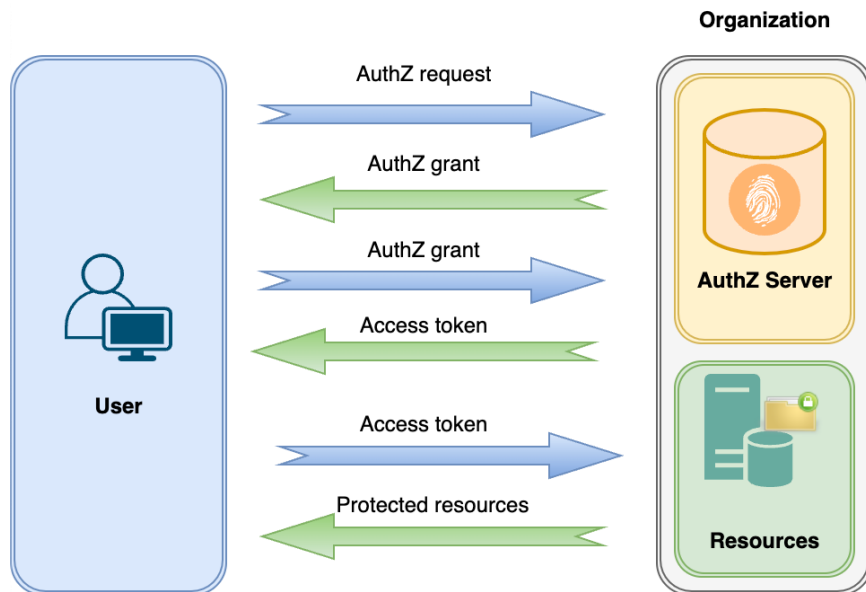 Organization
AuthZ request
AuthZ grant
AuthZ grant
AuthZ Server
Access token
User
Access token
Protected resources
Resources